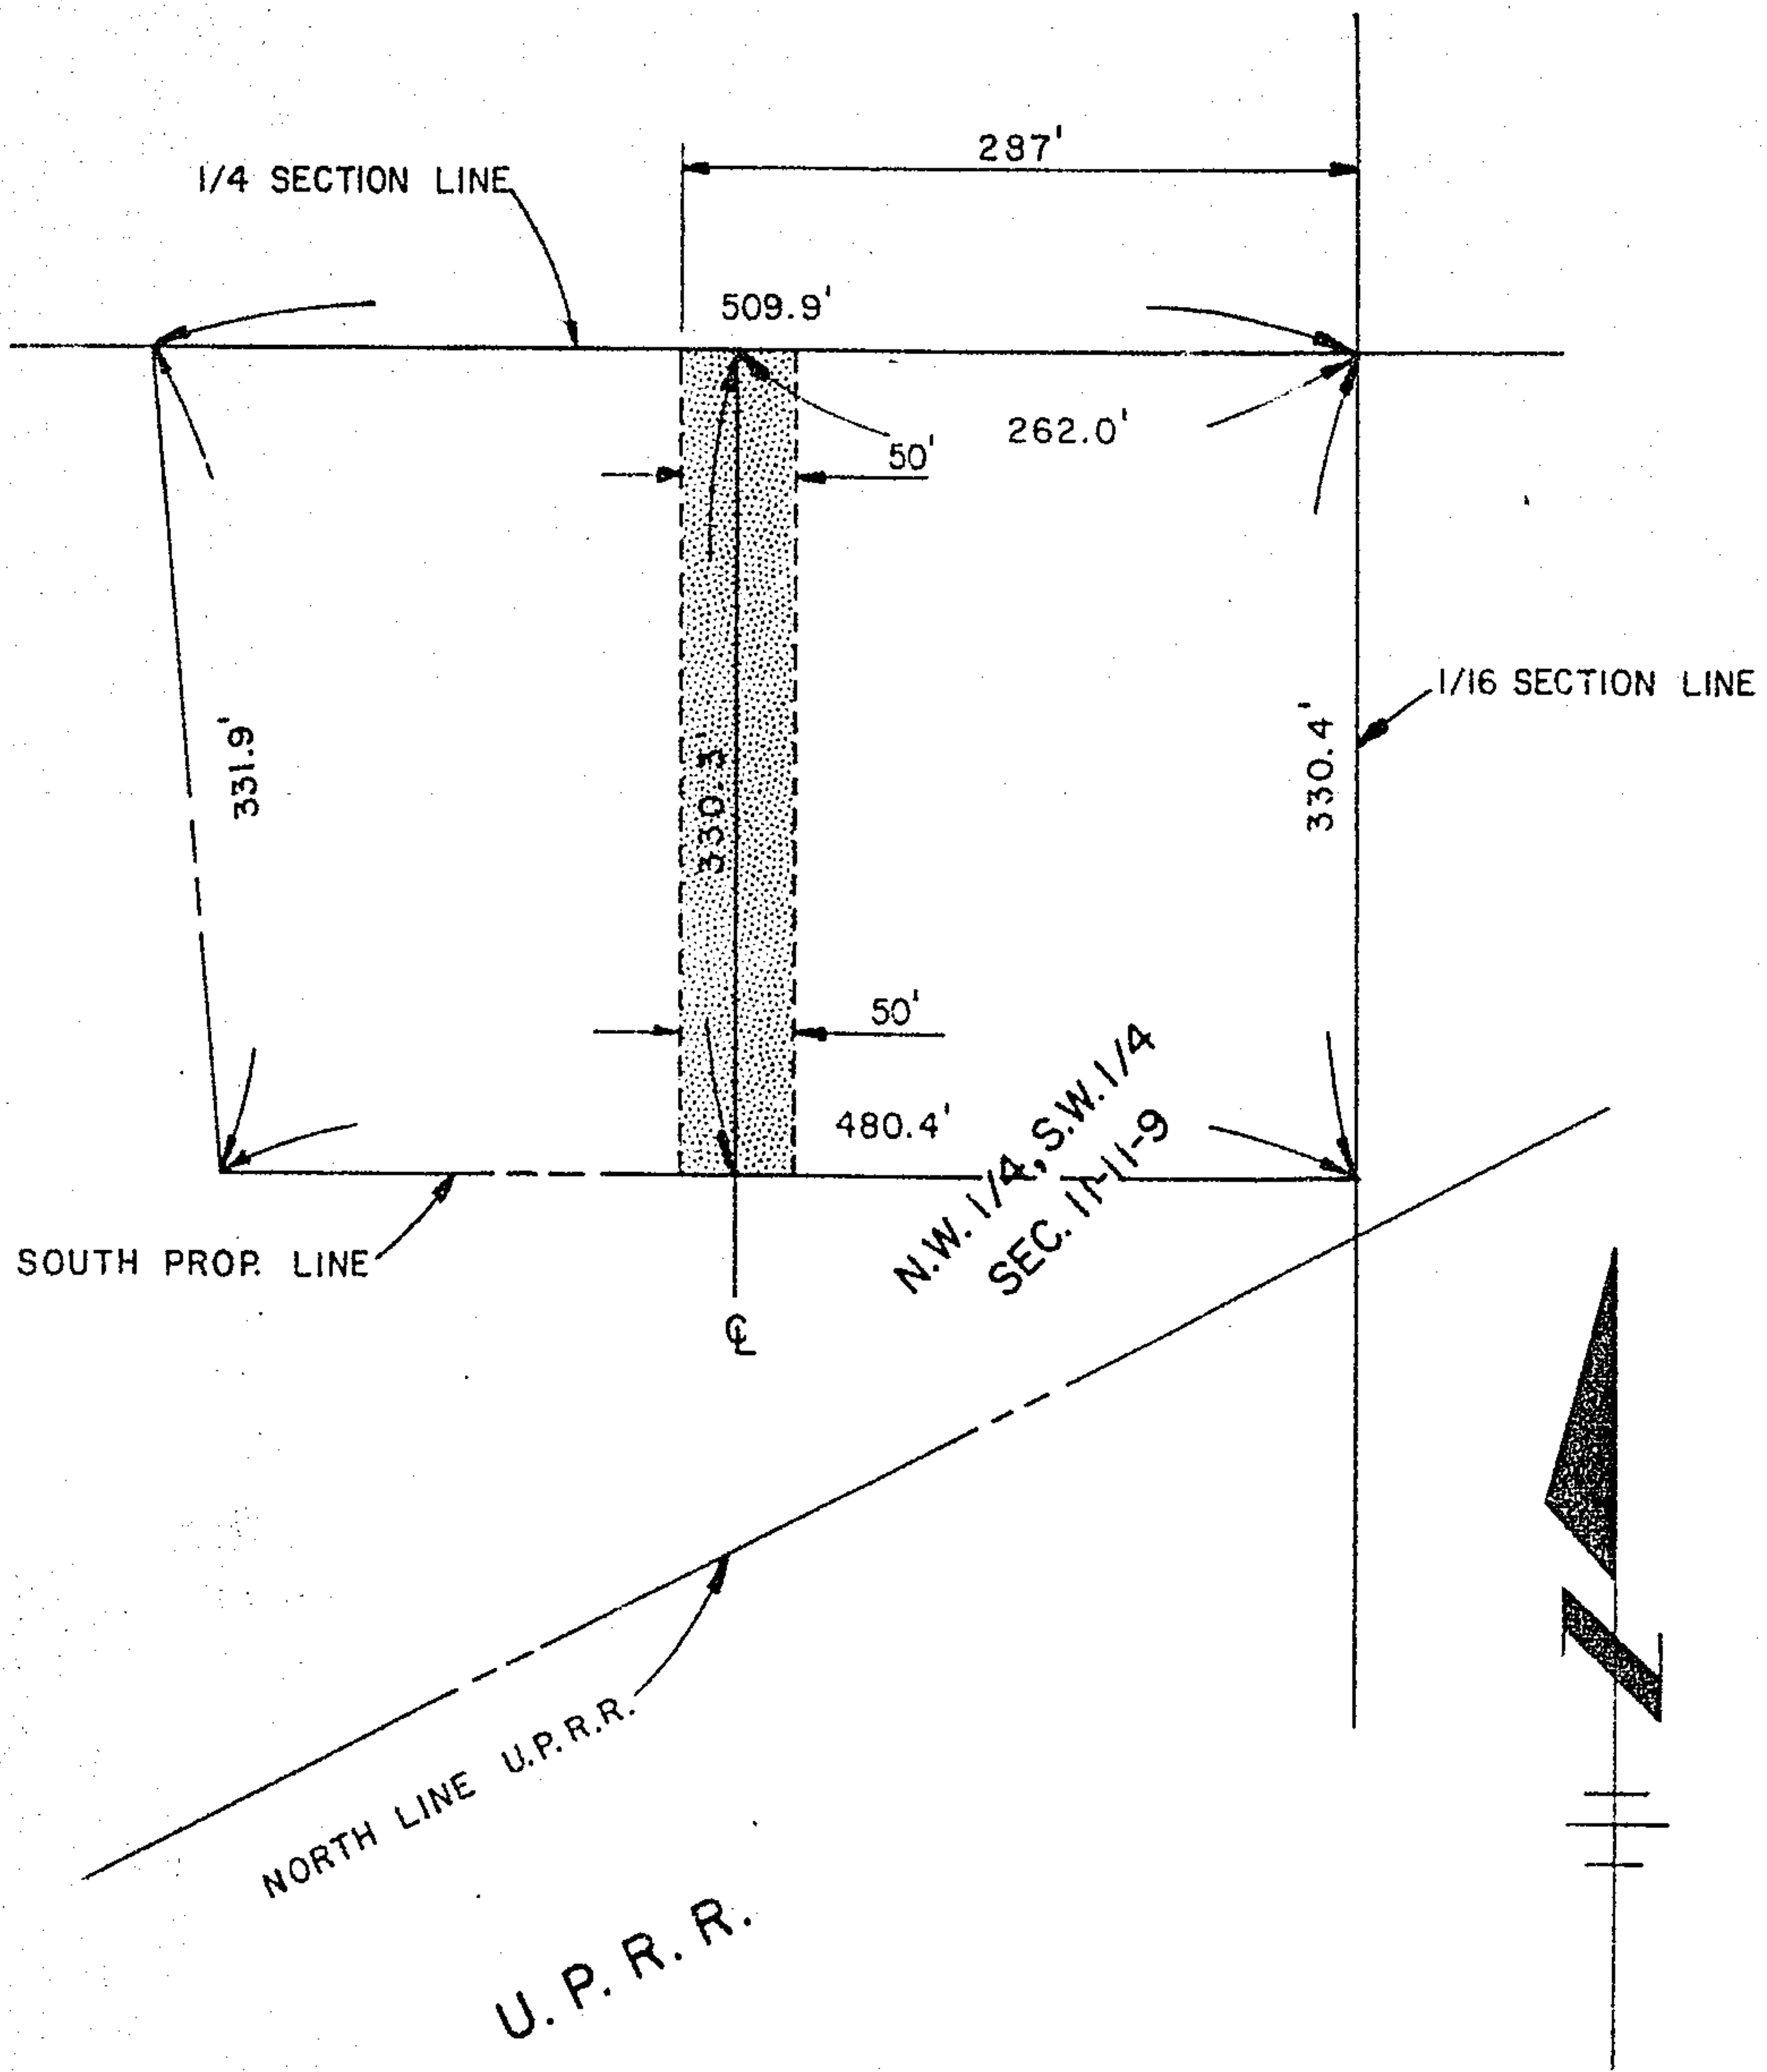 287'
1/4 SECTION LINE
509.9'
262.0'
50'
1/16 SECTION LINE
331.9'
330.3'
330.4'
50'
480.4'
N.W. 1/4, S.W. 1/4
SEC. 11-11-9
SOUTH PROP. LINE
CL
NORTH LINE U.P.R.R.
U. P. R. R.
N